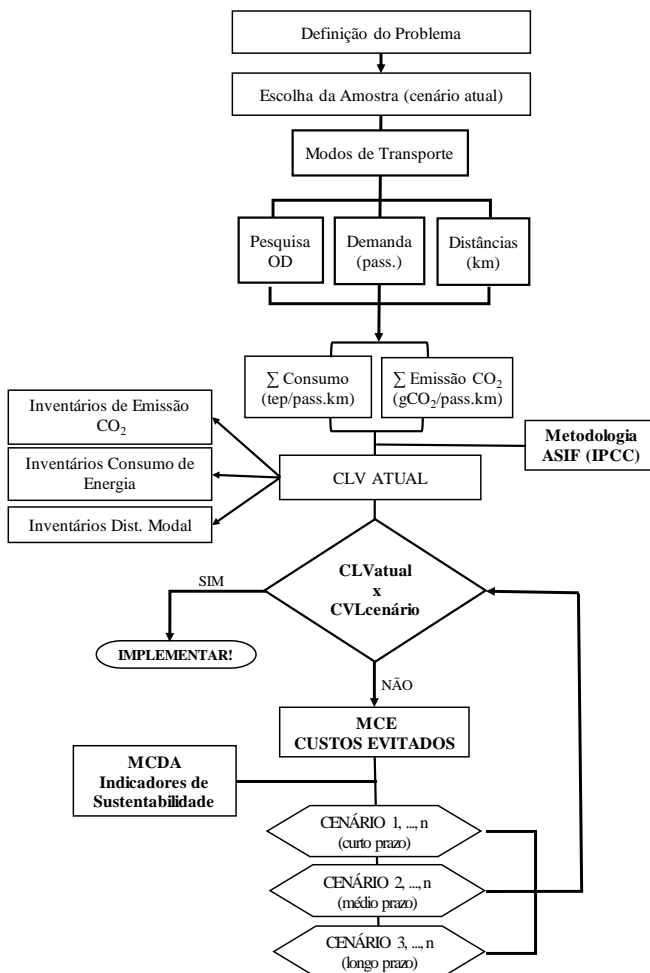 Definição do Problema
Escolha da Amostra (cenário atual)
Modos de Transporte
Pesquisa
OD
Demanda
(pass.)
Distâncias
(km)
∑ Consumo
(tep/pass.km)
∑ Emissão CO₂
(gCO₂/pass.km)
Inventários de Emissão
CO₂
Inventários Consumo de
Energia
Inventários Dist. Modal
Metodologia
ASIF (IPCC)
CLV ATUAL
CLVatual
x
CVLcenário
SIM
IMPLEMENTAR!
NÃO
MCE
CUSTOS EVITADOS
MCDA
Indicadores de
Sustentabilidade
CENÁRIO 1, ..., n
(curto prazo)
CENÁRIO 2, ..., n
(médio prazo)
CENÁRIO 3, ..., n
(longo prazo)